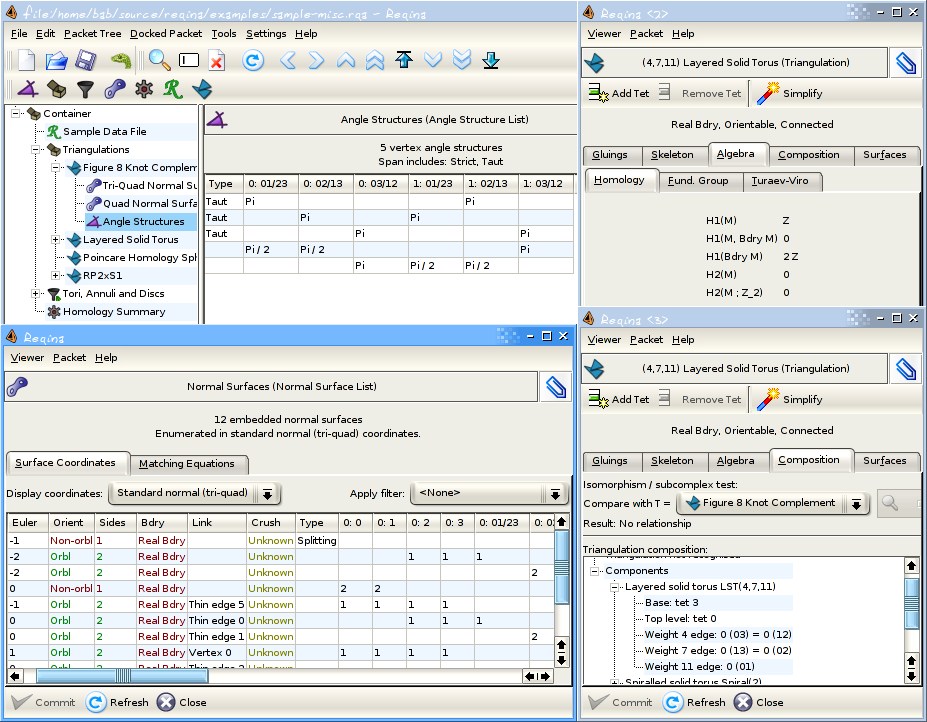 file:/home/bab/source/regina/examples/sample-misc.rga - Regina
File Edit Packet Tree Docked Packet Tools Settings Help
Container
Sample Data File
Triangulations
Figure 8 Knot Complem
Tri-Quad Normal Su
Quad Normal Surfa
Angle Structures
Layered Solid Torus
Poincare Homology Sph
RP2xS1
Tori, Annuli and Discs
Homology Summary
Angle Structures (Angle Structure List)
5 vertex angle structures
Span includes: Strict, Taut
Type 0: 01/23 0: 02/13 0: 03/12 1: 01/23 1: 02/13 1: 03/12
Taut Pi Pi
Taut Pi Pi
Taut Pi Pi
Pi / 2 Pi / 2 Pi
Pi Pi / 2 Pi / 2
Regina <2>
Viewer Packet Help
(4,7,11) Layered Solid Torus (Triangulation)
Add Tet Remove Tet Simplify
Real Bdry, Orientable, Connected
Gluings Skeleton Algebra Composition Surfaces
Homology Fund. Group Turaev-Viro
H1(M) Z
H1(M, Bdry M) 0
H1(Bdry M) 2 Z
H2(M) 0
H2(M ; Z_2) 0
Regina
Viewer Packet Help
Normal Surfaces (Normal Surface List)
12 embedded normal surfaces
Enumerated in standard normal (tri-quad) coordinates.
Surface Coordinates Matching Equations
Display coordinates: Standard normal (tri-quad) Apply filter: <None>
Euler Orient Sides Bdry Link Crush Type 0: 0 0: 1 0: 2 0: 3 0: 01/23 0: 02
-1 Non-orbl 1 Real Bdry Unknown Splitting
-2 Orbl 2 Real Bdry Unknown 1 1 1
-2 Orbl 2 Real Bdry Unknown 2
0 Non-orbl 1 Real Bdry Unknown 2 2
-1 Orbl 2 Real Bdry Thin edge 5 Unknown 1 1 1 1
0 Orbl 2 Real Bdry Thin edge 0 Unknown 1 1 1
0 Orbl 2 Real Bdry Thin edge 1 Unknown 2
1 Orbl 2 Real Bdry Vertex 0 Unknown 1 1 1 1
0 Orbl 2 Real Bdry Thin edge 2 Unknown
Commit Refresh Close
Regina <3>
Viewer Packet Help
(4,7,11) Layered Solid Torus (Triangulation)
Add Tet Remove Tet Simplify
Real Bdry, Orientable, Connected
Gluings Skeleton Algebra Composition Surfaces
Isomorphism / subcomplex test:
Compare with T = Figure 8 Knot Complement
Result: No relationship
Triangulation composition:
Triangulation not recognised
Components
Layered solid torus LST(4,7,11)
Base: tet 3
Top level: tet 0
Weight 4 edge: 0 (03) = 0 (12)
Weight 7 edge: 0 (13) = 0 (02)
Weight 11 edge: 0 (01)
Spiralled solid torus Spiral(2)
Commit Refresh Close